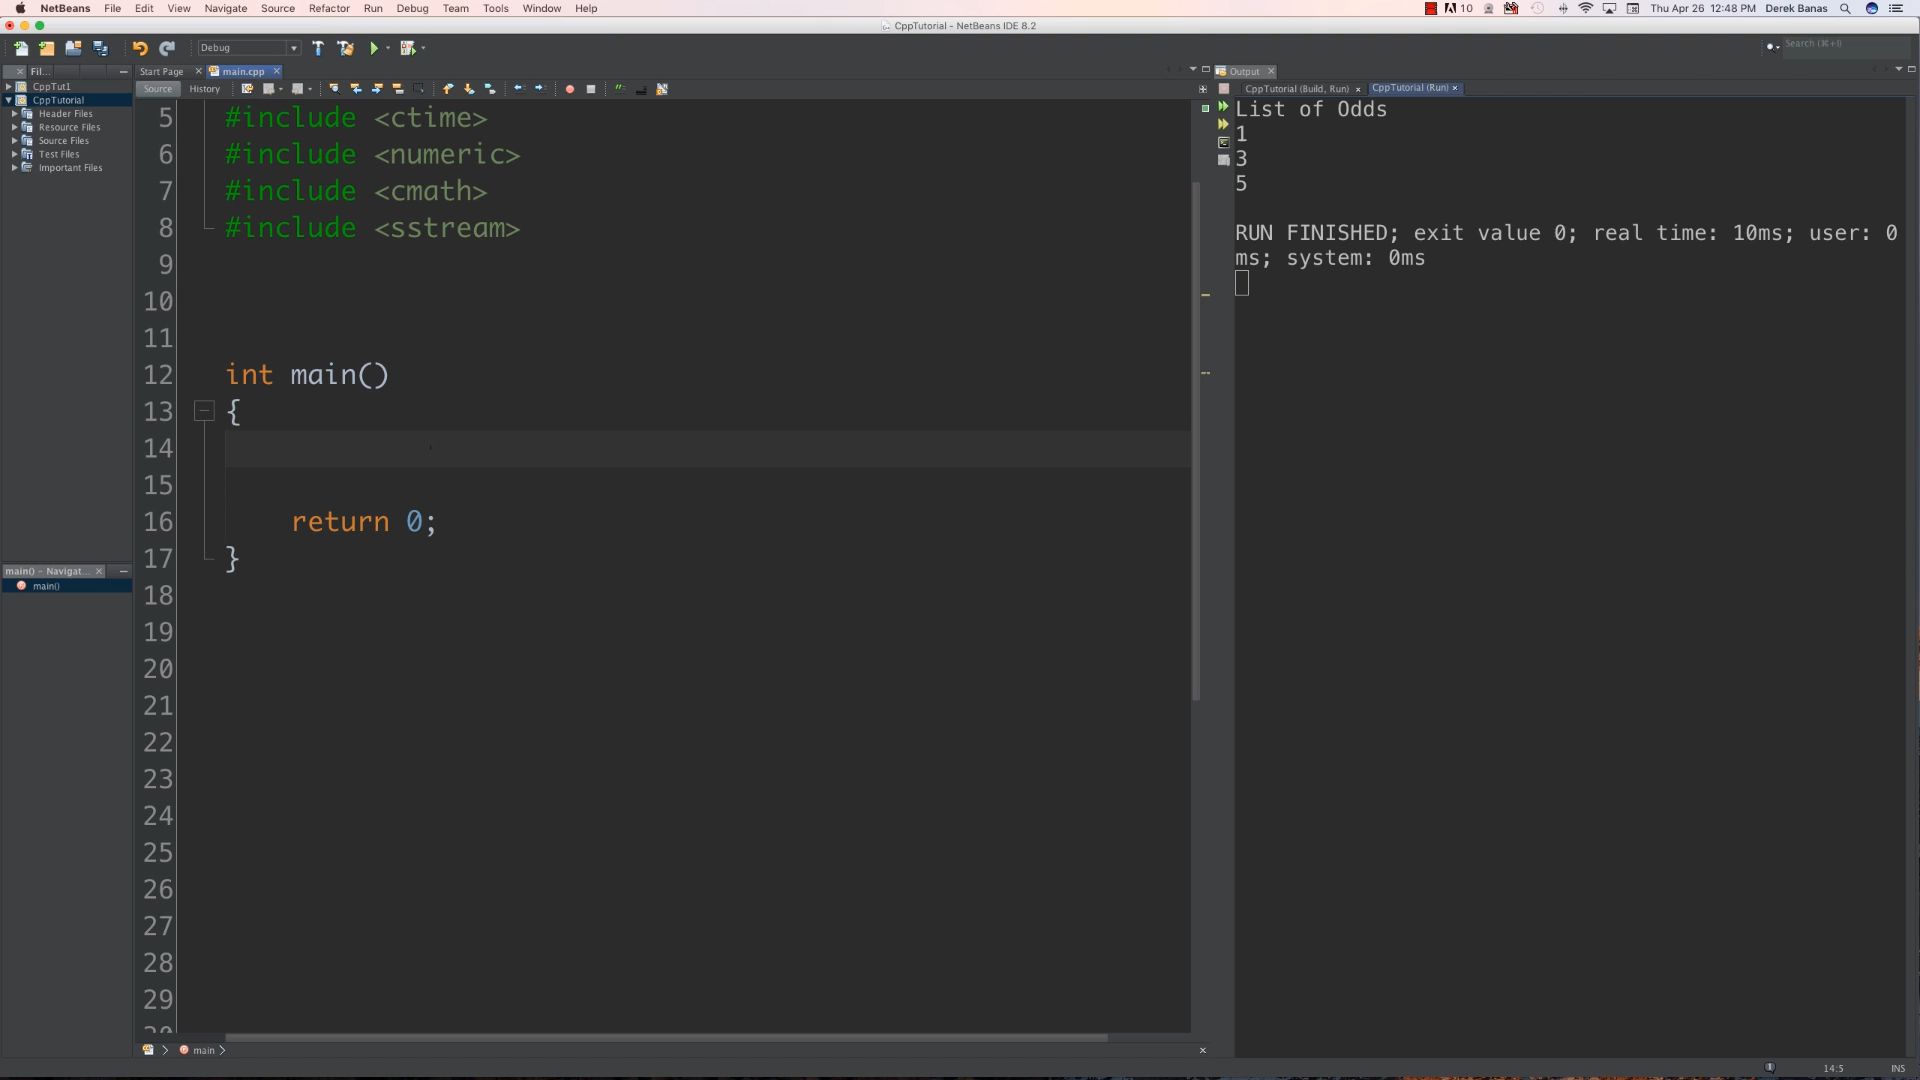 NetBeans File Edit View Navigate Source Refactor Run Debug Team Tools Window Help
10 Thu Apr 26 12:48 PM Derek Banas
CppTutorial - NetBeans IDE 8.2
Debug
Search (⌘+I)
Fil...
Start Page
main.cpp
Output
Source History
CppTutorial (Build, Run)
CppTutorial (Run)
CppTut1
CppTutorial
Header Files
Resource Files
Source Files
Test Files
Important Files
main() - Navigat...
main()
5 #include <ctime>
6 #include <numeric>
7 #include <cmath>
8 #include <sstream>
9
10
11
12 int main()
13 {
14
15
16 return 0;
17 }
18
19
20
21
22
23
24
25
26
27
28
29
List of Odds
1
3
5
RUN FINISHED; exit value 0; real time: 10ms; user: 0
ms; system: 0ms
main
14:5 INS